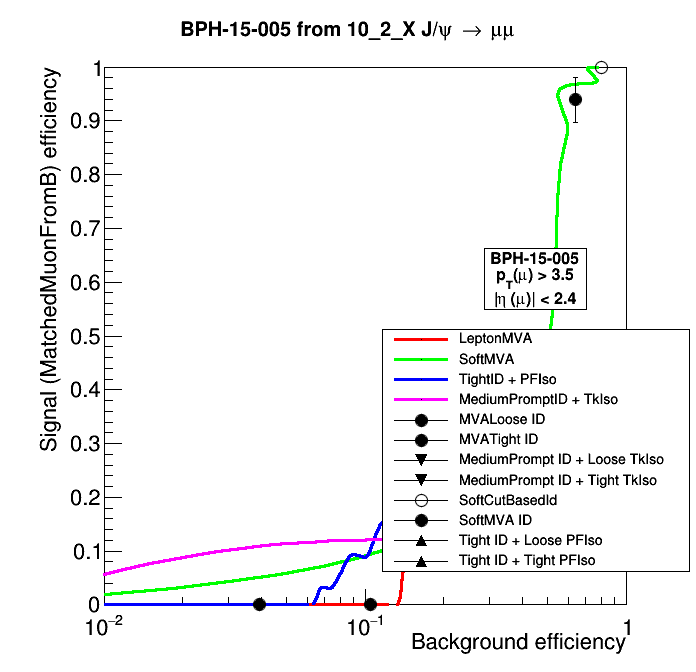 BPH-15-005 from 10_2_X J/ψ → μμ
Signal (MatchedMuonFromB) efficiency
1
0.9
0.8
0.7
0.6
0.5
0.4
0.3
0.2
0.1
0
BPH-15-005
p_T(μ) > 3.5
|η (μ)| < 2.4
LeptonMVA
SoftMVA
TightID + PFIso
MediumPromptID + TkIso
MVALoose ID
MVATight ID
MediumPrompt ID + Loose TkIso
MediumPrompt ID + Tight TkIso
SoftCutBasedId
SoftMVA ID
Tight ID + Loose PFIso
Tight ID + Tight PFIso
10⁻² 10⁻¹ 1
Background efficiency